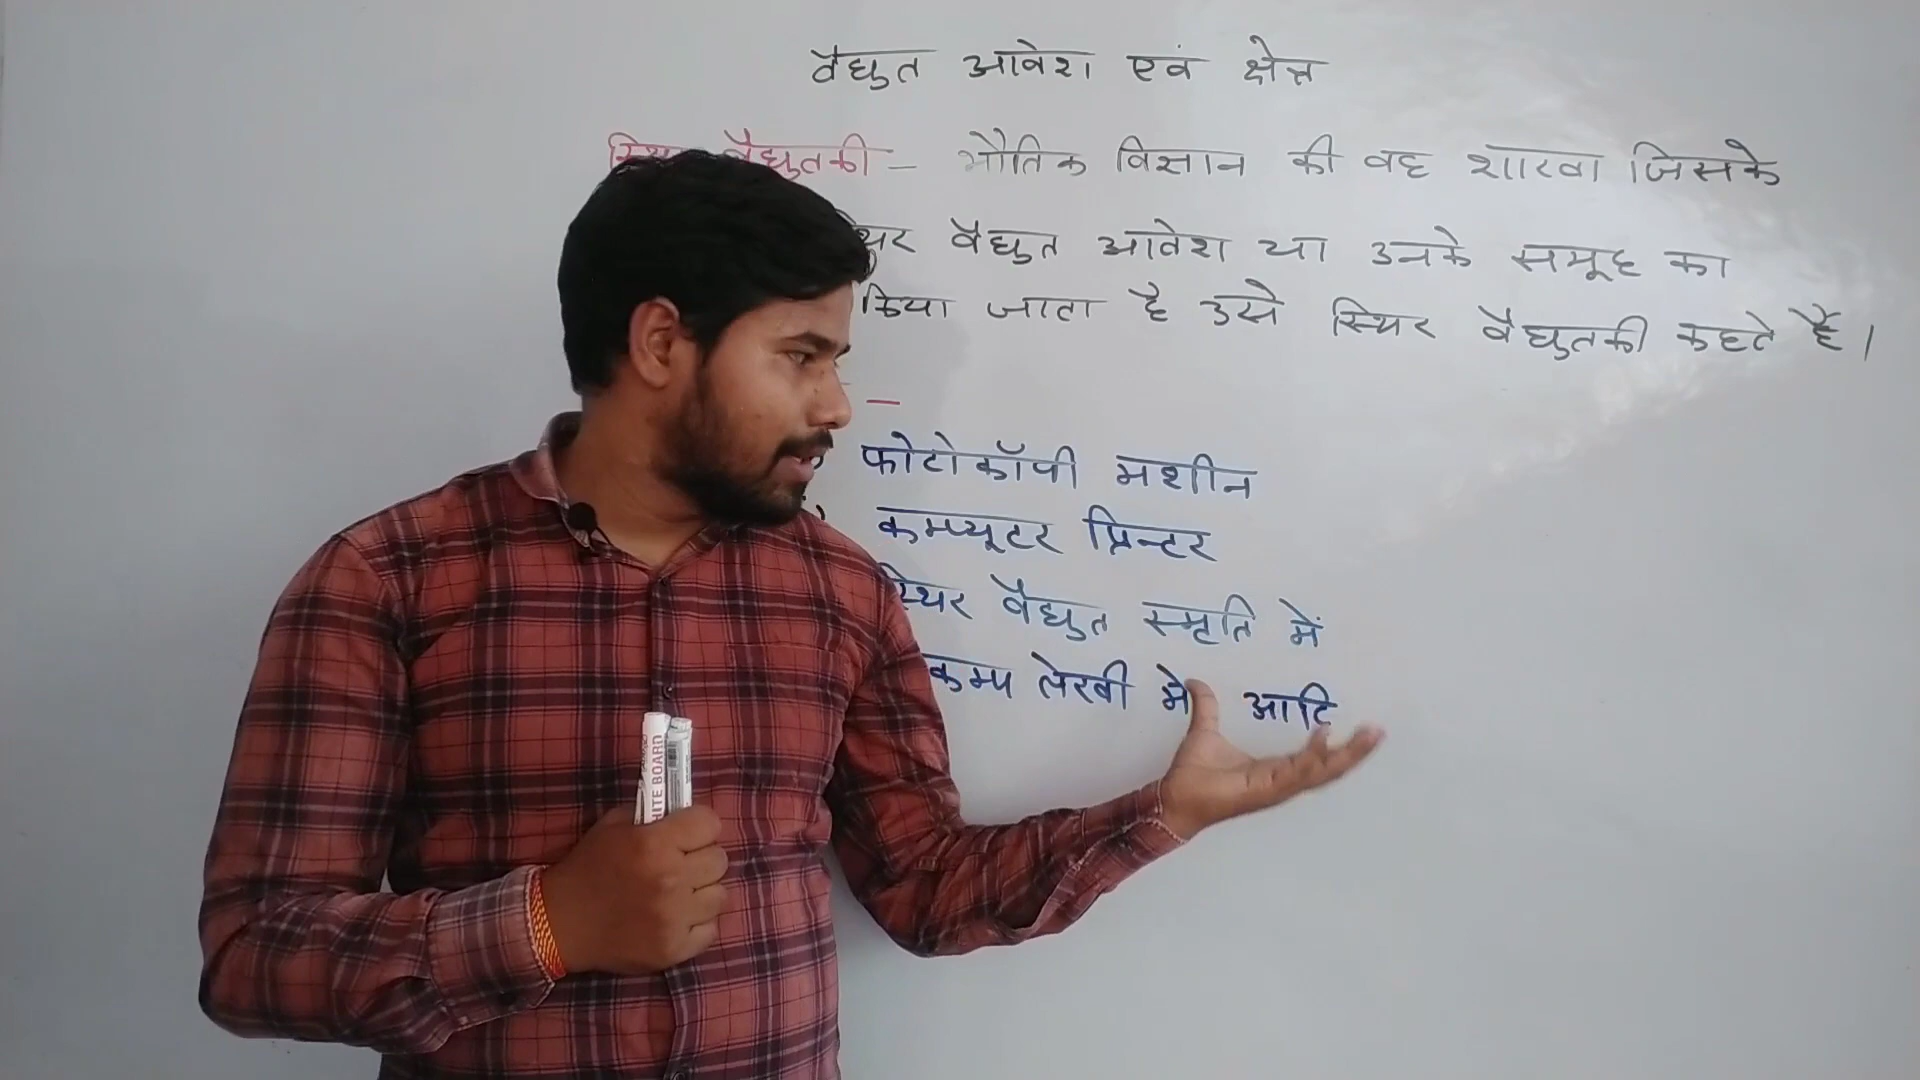 वैद्युत आवेश एवं क्षेत्र
स्थिर वैद्युतकी – भौतिक विज्ञान की वह शाखा जिसके
वैद्युत आवेश या उनके समूह का
किया जाता है उसे स्थिर वैद्युतकी कहते हैं।
फोटोकॉपी मशीन
कम्प्यूटर प्रिन्टर
स्थिर वैद्युत स्मृति में
कम्प लेखी में आदि
WHITE BOARD